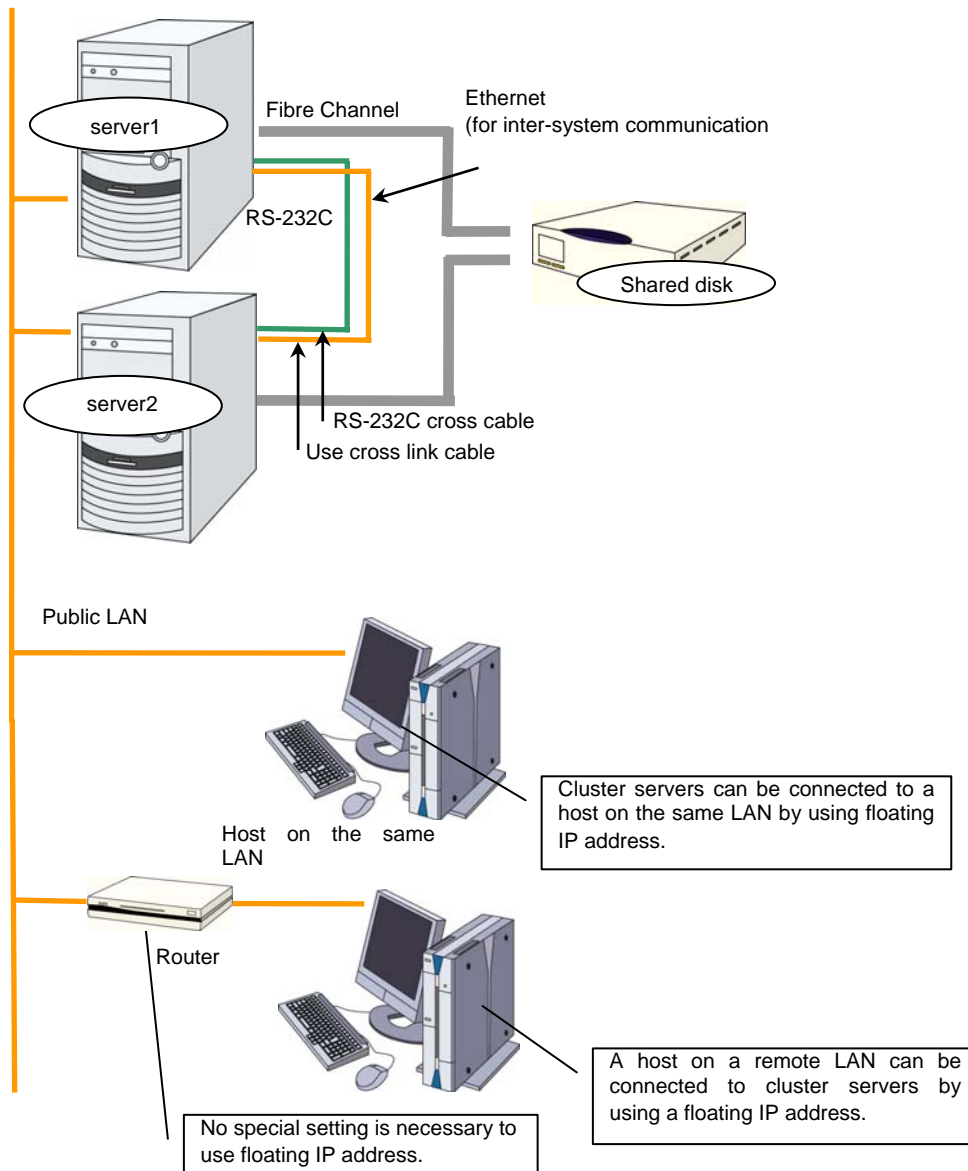 Fibre Channel
Ethernet
(for inter-system communication
server1
RS-232C
Shared disk
server2
RS-232C cross cable
Use cross link cable
Public LAN
Cluster servers can be connected to a
host on the same LAN by using floating
IP address.
Host on the same
LAN
Router
A host on a remote LAN can be
connected to cluster servers by
using a floating IP address.
No special setting is necessary to
use floating IP address.